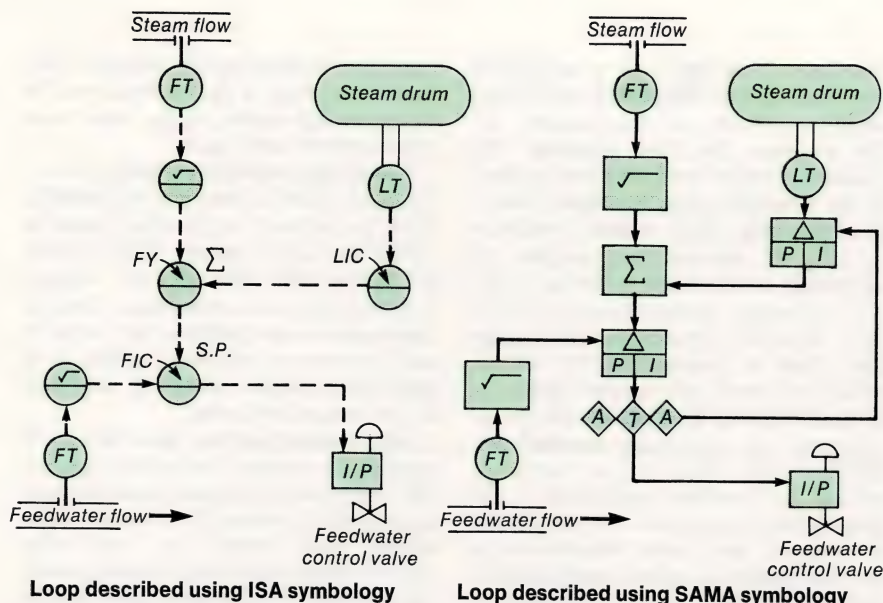 Steam flow
FT
√
FY
Σ
Steam drum
LT
LIC
FIC
S.P.
√
FT
Feedwater flow
I/P
Feedwater
control valve
Loop described using ISA symbology
Steam flow
FT
√
Σ
Steam drum
LT
△
P I
△
P I
√
FT
A T A
Feedwater flow
I/P
Feedwater
control valve
Loop described using SAMA symbology